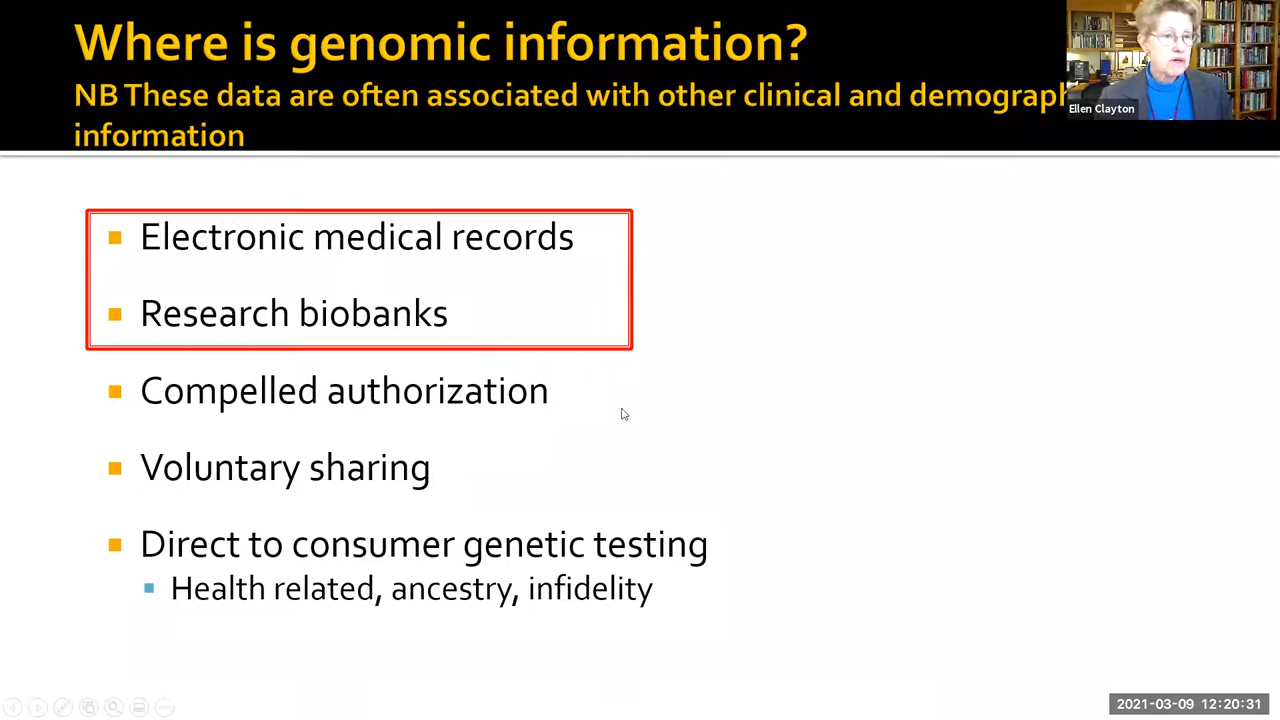 Where is genomic information?
NB These data are often associated with other clinical and
information
Ellen Clayton
Electronic medical records
Research biobanks
Compelled authorization
Voluntary sharing
Direct to consumer genetic testing
Health related, ancestry, infidelity
2021-03-09 12:20:31